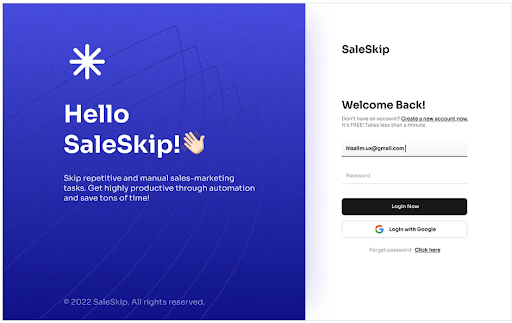 Hello
SaleSkip!👋🏻
Skip repetitive and manual sales-marketing
tasks. Get highly productive through automation
and save tons of time!
© 2022 SaleSkip. All rights reserved.
SaleSkip
Welcome Back!
Don't have an account? Create a new account now,
It's FREE! Takes less than a minute.
hisalim.ux@gmail.com
Password
Login Now
Login with Google
Forget password Click here